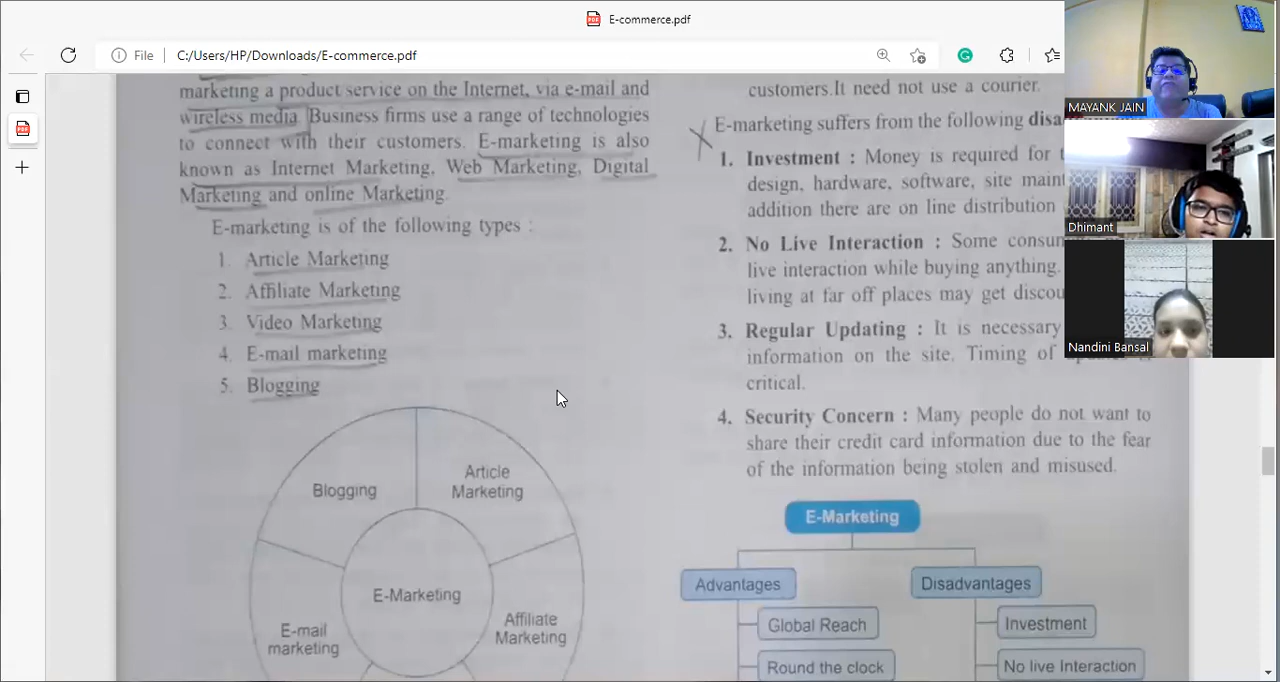 E-commerce.pdf
File
C:/Users/HP/Downloads/E-commerce.pdf
marketing a product service on the Internet, via e-mail and
wireless media. Business firms use a range of technologies
to connect with their customers. E-marketing is also
known as Internet Marketing, Web Marketing, Digital
Marketing and online Marketing.
E-marketing is of the following types :
1. Article Marketing
2. Affiliate Marketing
3. Video Marketing
4. E-mail marketing
5. Blogging
Blogging
Article
Marketing
E-Marketing
E-mail
marketing
Affiliate
Marketing
customers.It need not use a courier.
E-marketing suffers from the following disa
1. Investment : Money is required for
design, hardware, software, site maint
addition there are on line distribution
2. No Live Interaction : Some consum
live interaction while buying anything.
living at far off places may get discou
3. Regular Updating : It is necessary
information on the site. Timing of
critical.
4. Security Concern : Many people do not want to
share their credit card information due to the fear
of the information being stolen and misused.
E-Marketing
Advantages
Disadvantages
Global Reach
Investment
Round the clock
No live Interaction
MAYANK JAIN
Dhimant
Nandini Bansal